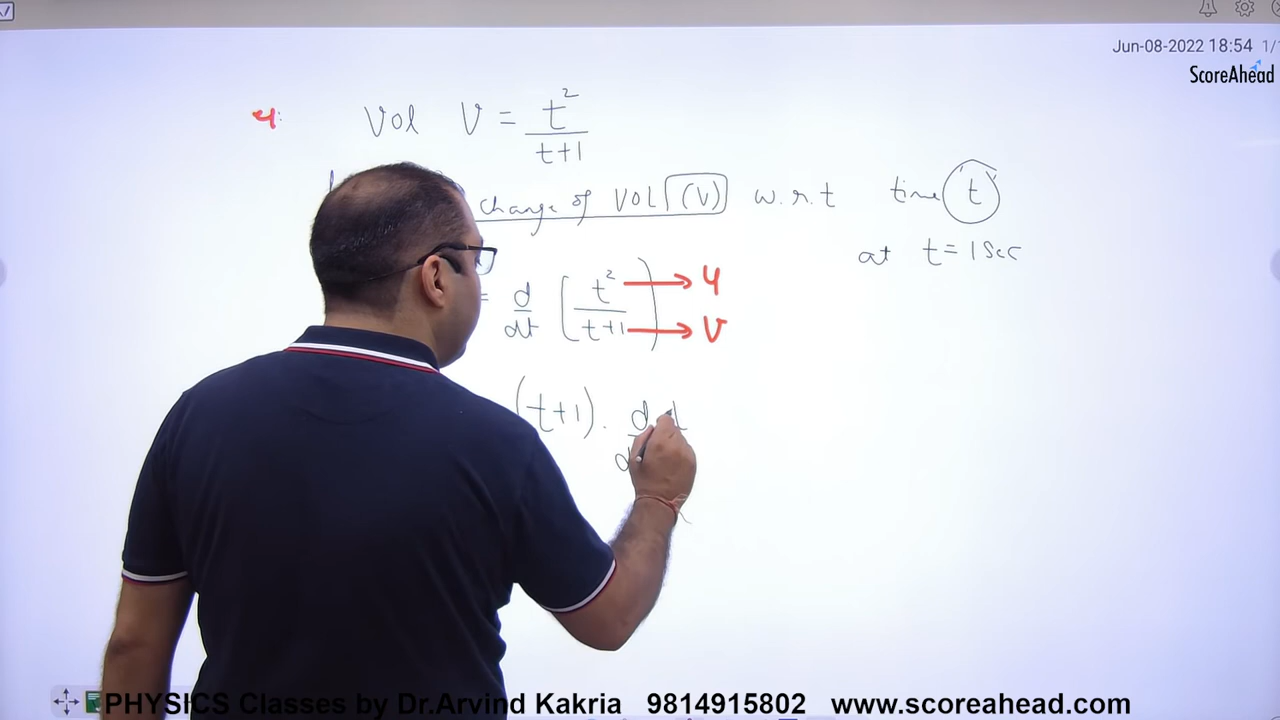 Jun-08-2022 18:54 1/
ScoreAhead
4:
Vol V = t²/(t+1)
change of VOL (V) w.r.t time t
at t = 1 Sec
= d/dt (t²/(t+1)) → u
→ v
(t+1). d t
d
PHYSICS Classes by Dr.Arvind Kakria 9814915802 www.scoreahead.com